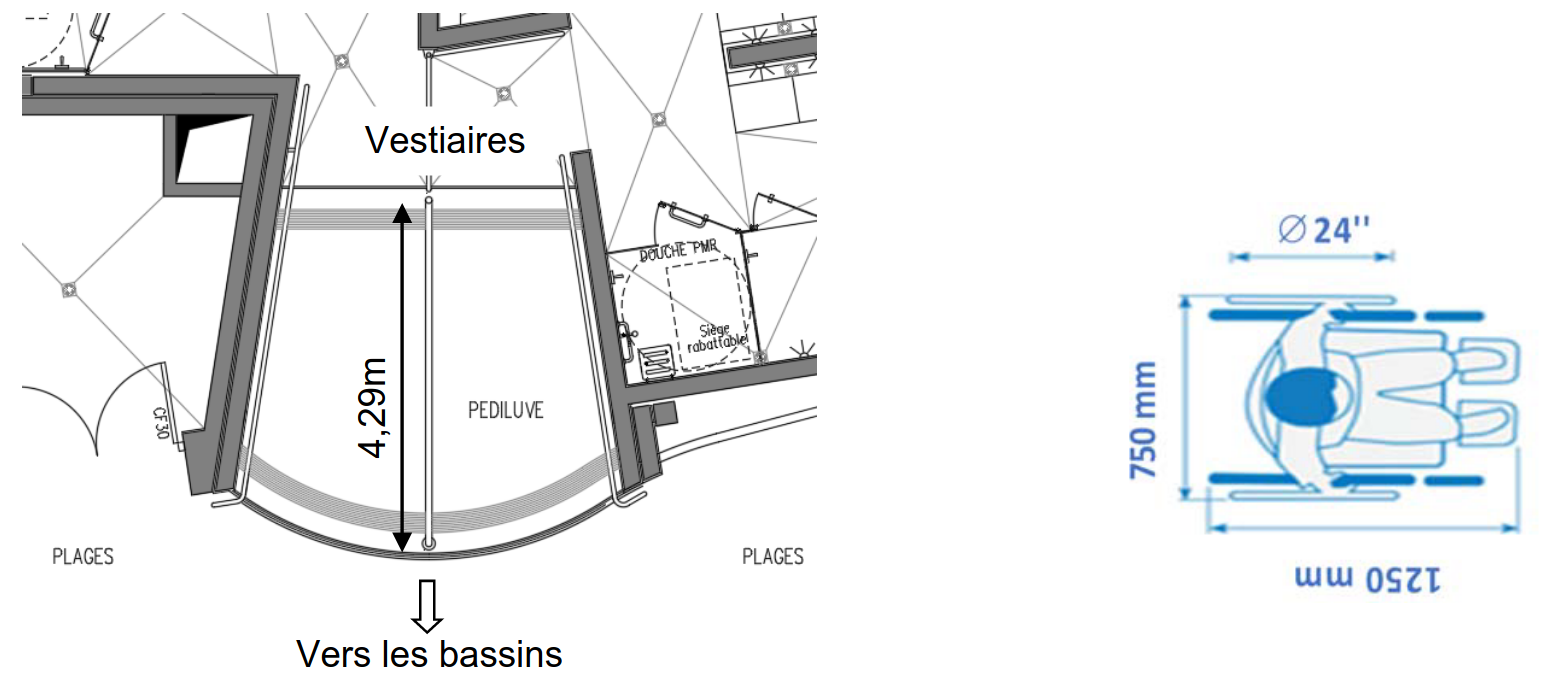 Vestiaires
DOUCHE PMR
Siège
rabattable
4,29m
PEDILUVE
CF30
PLAGES
PLAGES
Vers les bassins
Ø 24''
750 mm
1250 mm